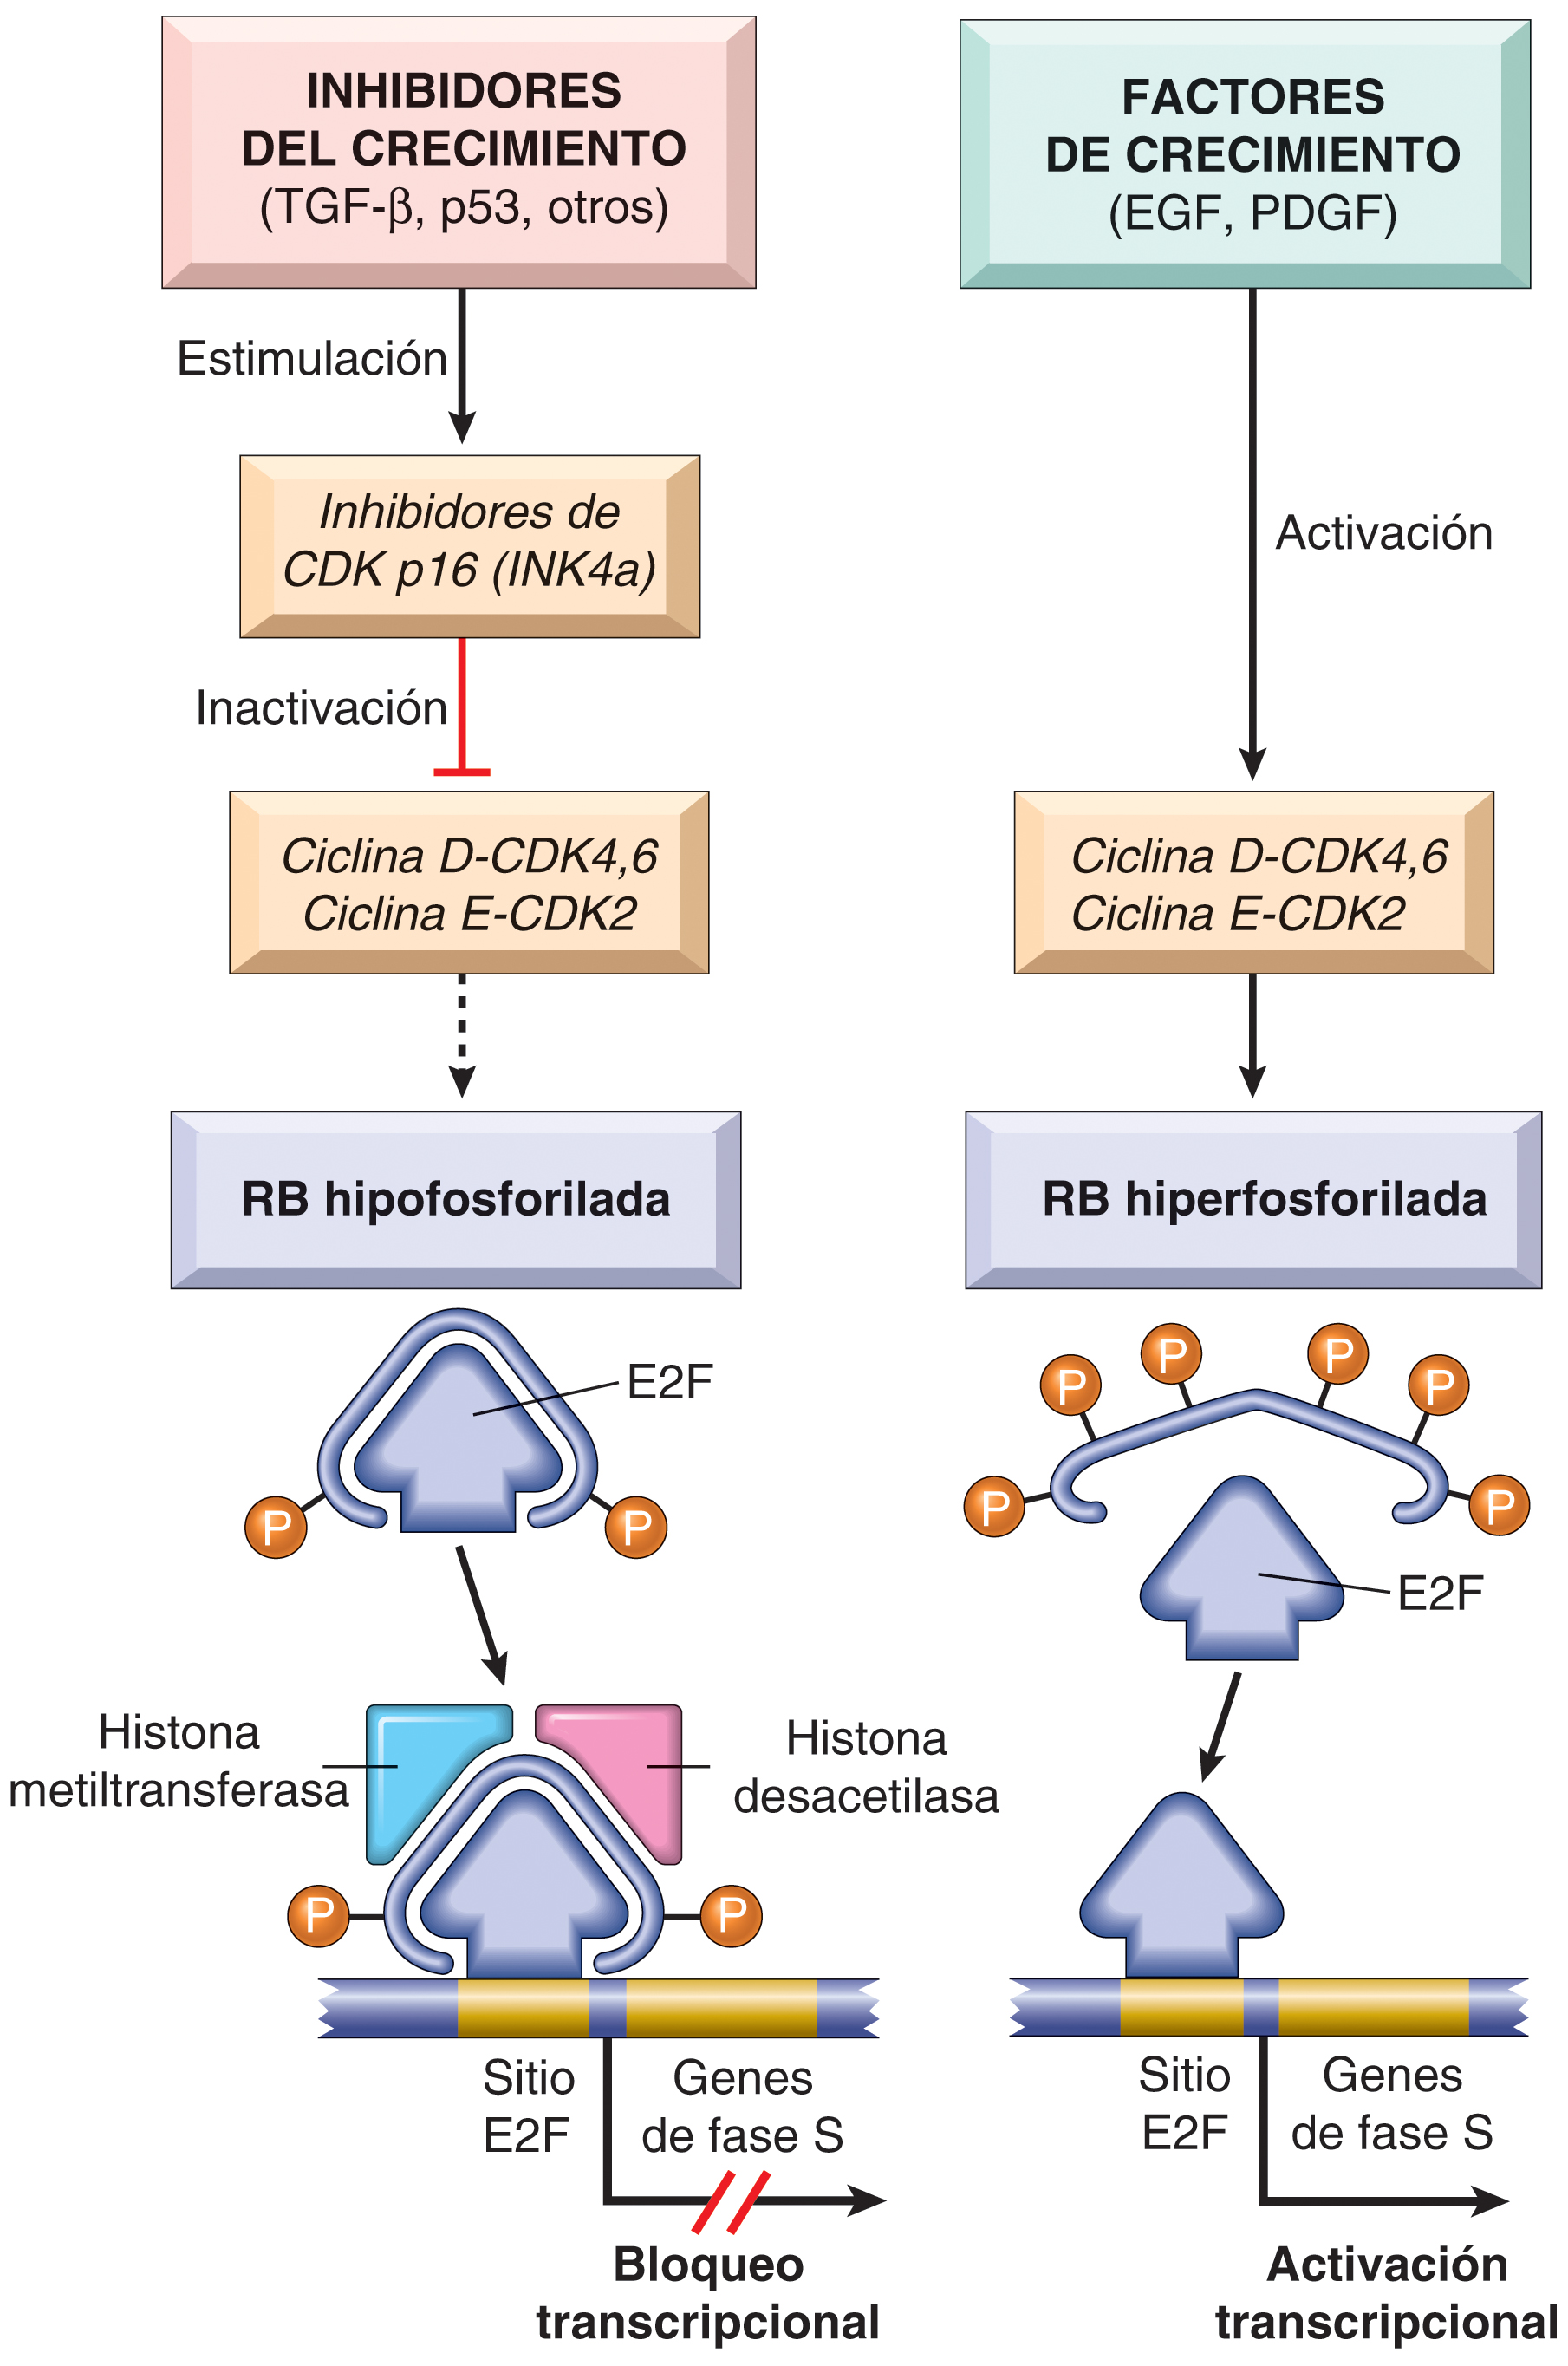 INHIBIDORES
DEL CRECIMIENTO
(TGF-β, p53, otros)
Estimulación
Inhibidores de
CDK p16 (INK4a)
Inactivación
Ciclina D-CDK4,6
Ciclina E-CDK2
RB hipofosforilada
E2F
P
P
Histona
metiltransferasa
Histona
desacetilasa
P
P
Sitio
E2F
Genes
de fase S
Bloqueo
transcripcional
FACTORES
DE CRECIMIENTO
(EGF, PDGF)
Activación
Ciclina D-CDK4,6
Ciclina E-CDK2
RB hiperfosforilada
P
P
P
P
P
P
E2F
Sitio
E2F
Genes
de fase S
Activación
transcripcional